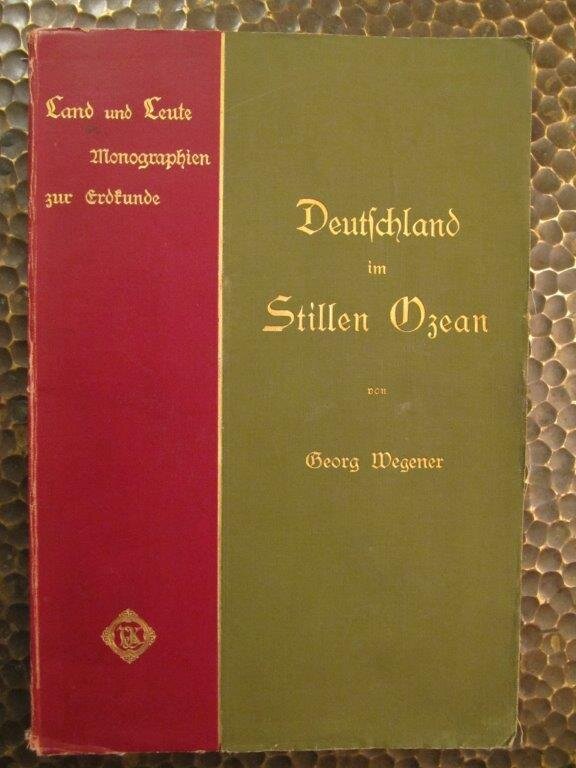 Land und Leute
Monographien
zur Erdkunde
Deutſchland
im
Stillen Ozean
von
Georg Wegener
V&K